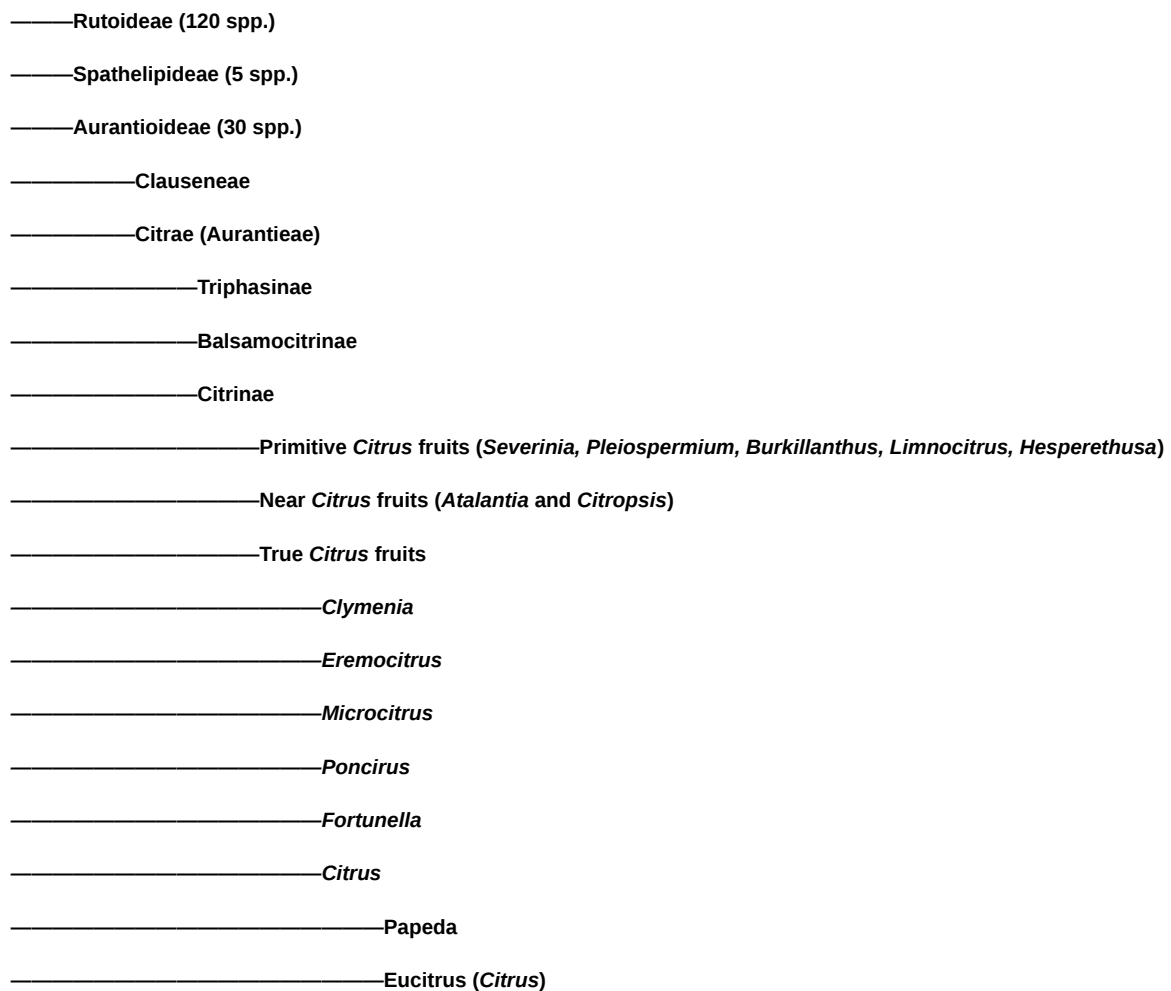 ———Rutoideae (120 spp.)
———Spathelipideae (5 spp.)
———Aurantioideae (30 spp.)
——————Clauseneae
——————Citrae (Aurantieae)
—————————Triphasinae
—————————Balsamocitrinae
—————————Citrinae
————————————Primitive Citrus fruits (Severinia, Pleiospermium, Burkillanthus, Limnocitrus, Hesperethusa)
————————————Near Citrus fruits (Atalantia and Citropsis)
————————————True Citrus fruits
———————————————Clymenia
———————————————Eremocitrus
———————————————Microcitrus
———————————————Poncirus
———————————————Fortunella
———————————————Citrus
——————————————————Papeda
——————————————————Eucitrus (Citrus)